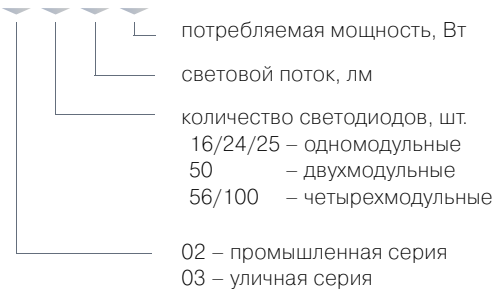 потребляемая мощность, Вт
световой поток, лм
количество светодиодов, шт.
16/24/25 – одномодульные
50 – двухмодульные
56/100 – четырехмодульные
02 – промышленная серия
03 – уличная серия